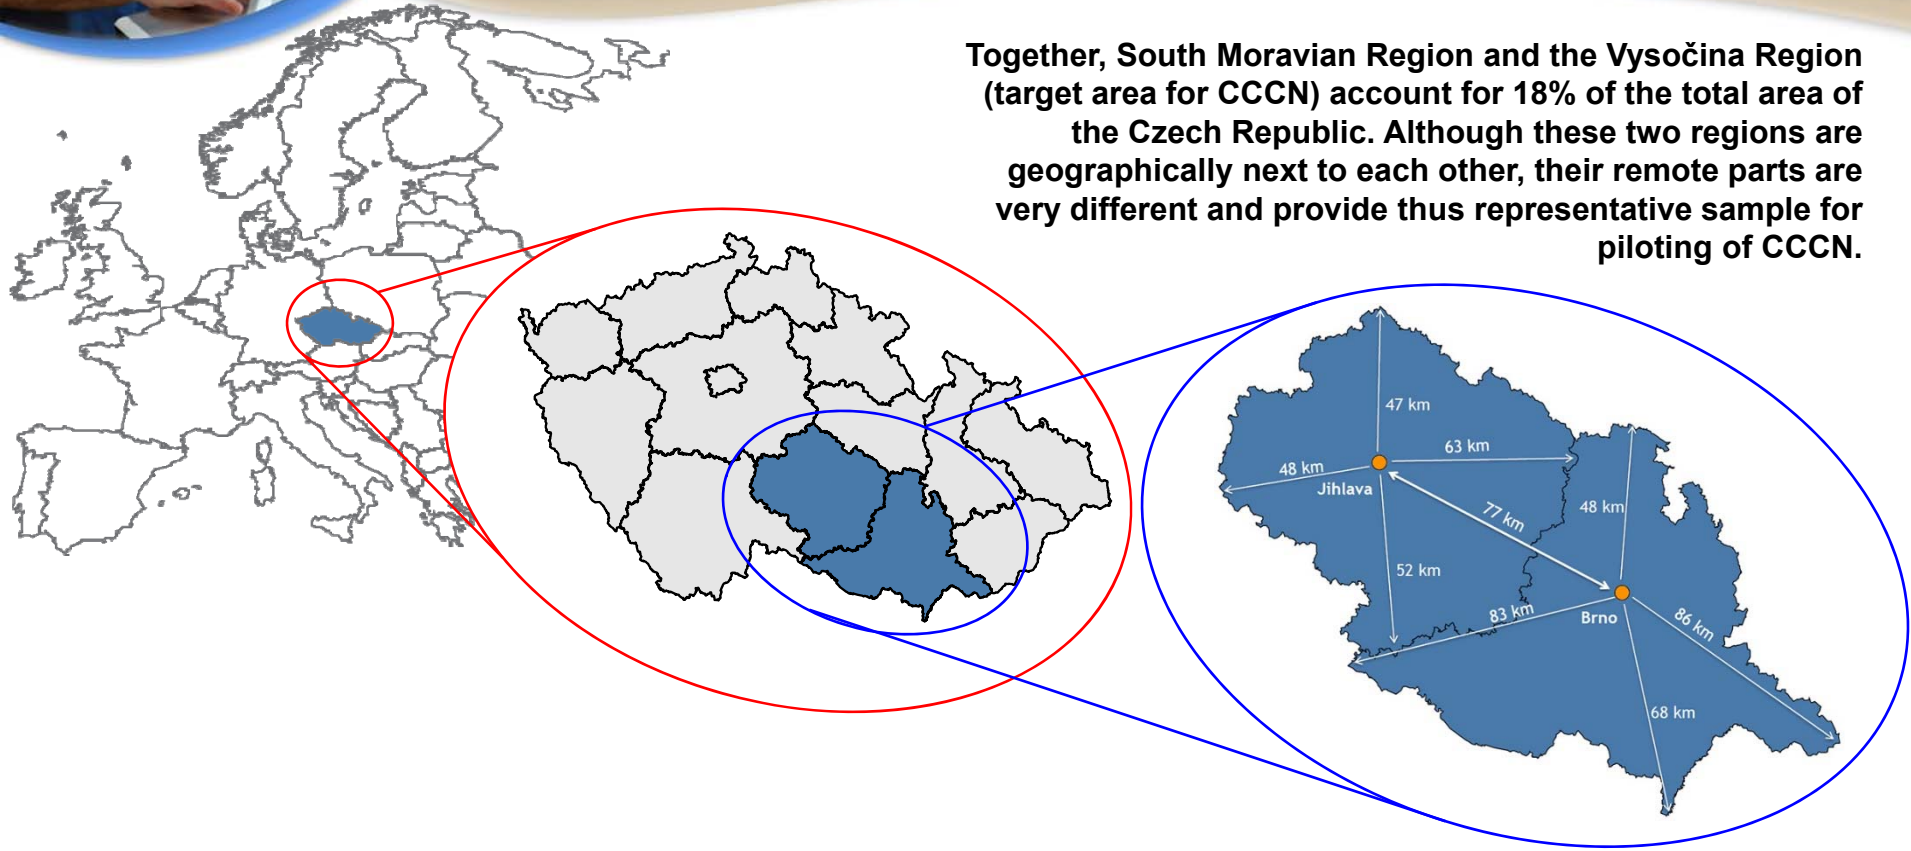 Together, South Moravian Region and the Vysočina Region
(target area for CCCN) account for 18% of the total area of
the Czech Republic. Although these two regions are
geographically next to each other, their remote parts are
very different and provide thus representative sample for
piloting of CCCN.
47 km
63 km
48 km
Jihlava
48 km
77 km
52 km
83 km
Brno
86 km
68 km